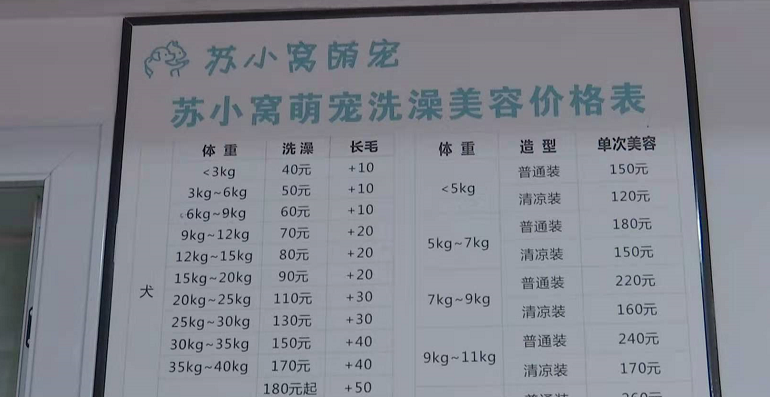 苏小窝萌宠
苏小窝萌宠洗澡美容价格表
体重 洗澡 长毛 体重 造型 单次美容
犬
<3kg 40元 +10
3kg~6kg 50元 +10
6kg~9kg 60元 +10
9kg~12kg 70元 +20
12kg~15kg 80元 +20
15kg~20kg 90元 +20
20kg~25kg 110元 +30
25kg~30kg 130元 +30
30kg~35kg 150元 +40
35kg~40kg 170元 +40
180元起 +50
<5kg 普通装 150元
清凉装 120元
5kg~7kg 普通装 180元
清凉装 150元
7kg~9kg 普通装 220元
清凉装 160元
9kg~11kg 普通装 240元
清凉装 170元
普通装 260元